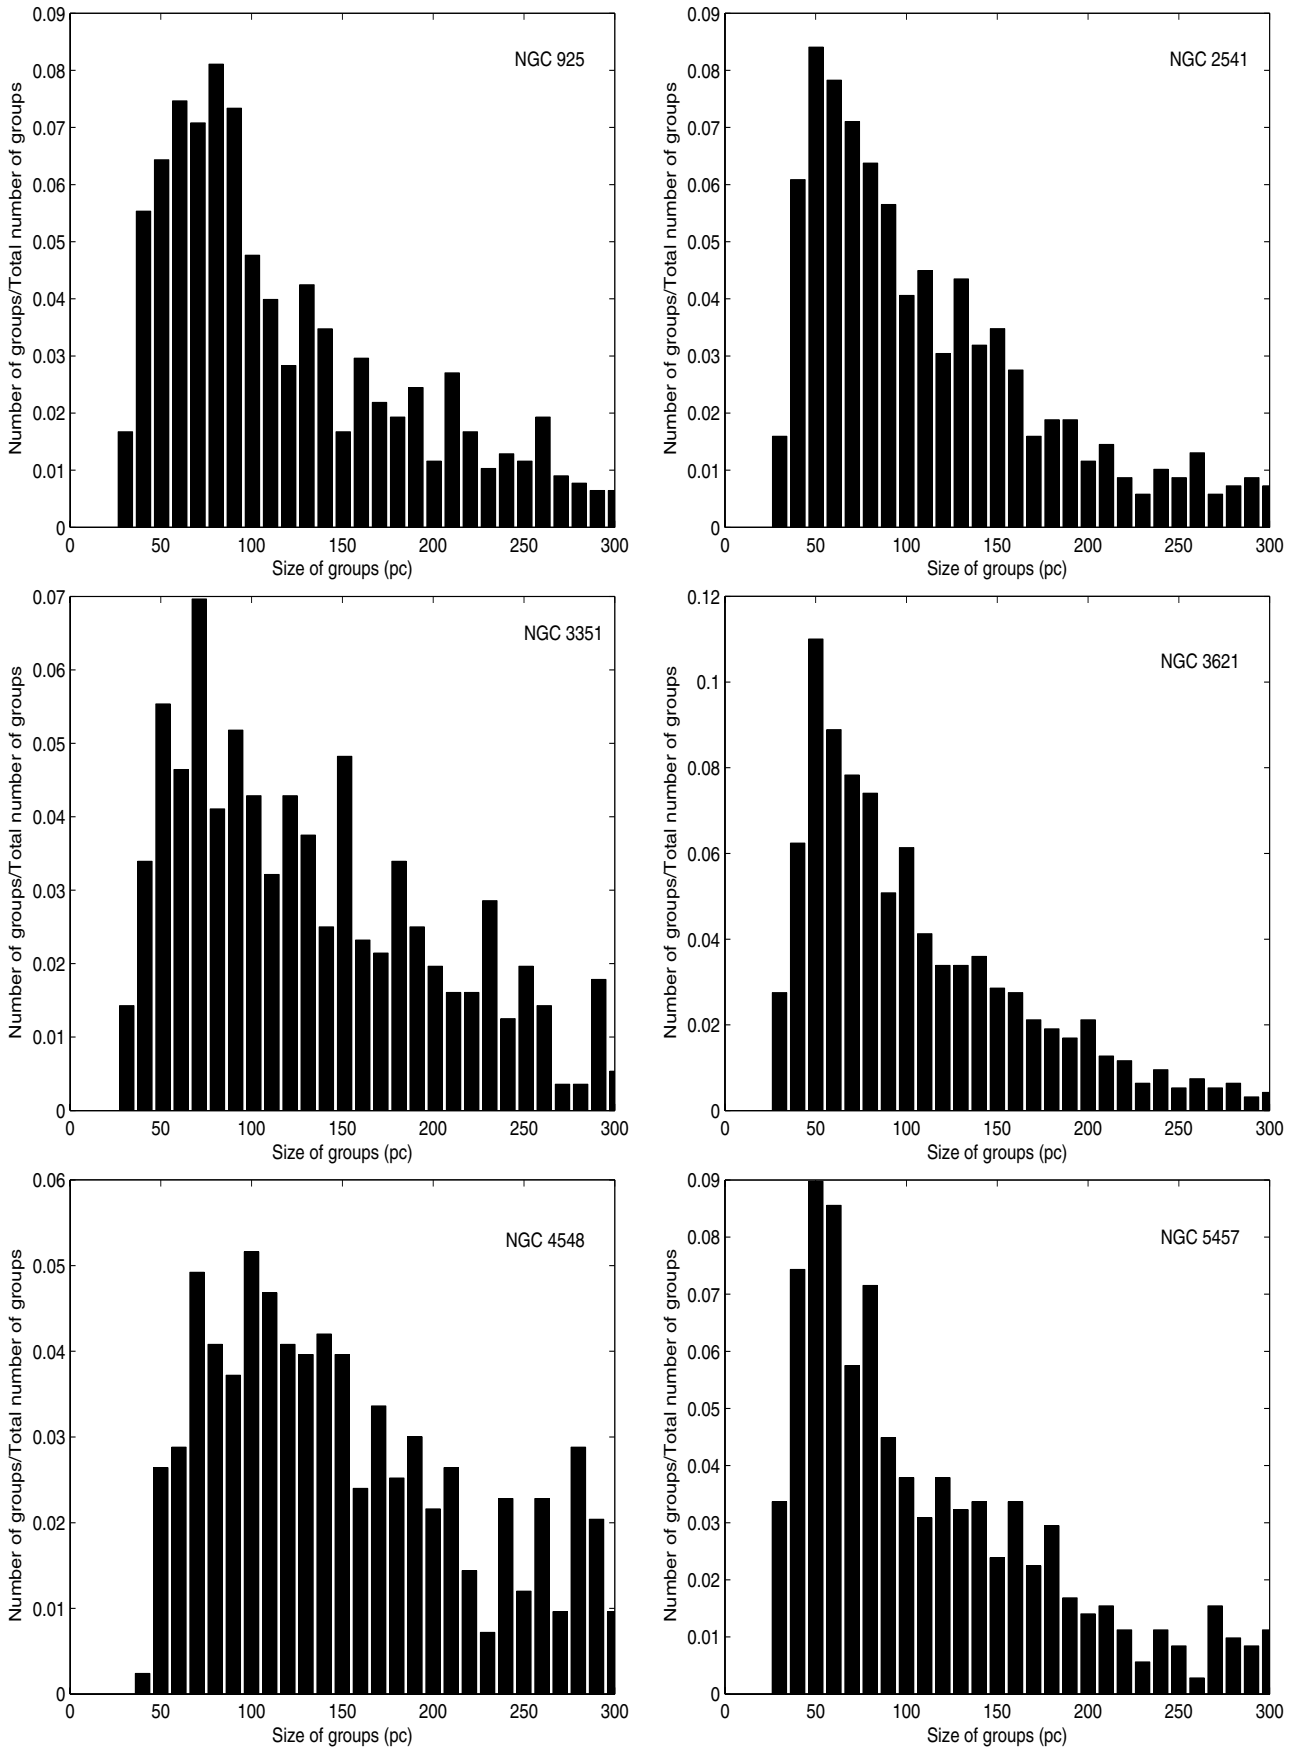 0.09
0.08
0.07
0.06
0.05
0.04
0.03
0.02
0.01
0
0 50 100 150 200 250 300
Number of groups/Total number of groups
Size of groups (pc)
NGC 925
0.09
0.08
0.07
0.06
0.05
0.04
0.03
0.02
0.01
0
0 50 100 150 200 250 300
Number of groups/Total number of groups
Size of groups (pc)
NGC 2541
0.07
0.06
0.05
0.04
0.03
0.02
0.01
0
0 50 100 150 200 250 300
Number of groups/Total number of groups
Size of groups (pc)
NGC 3351
0.12
0.1
0.08
0.06
0.04
0.02
0
0 50 100 150 200 250 300
Number of groups/Total number of groups
Size of groups (pc)
NGC 3621
0.06
0.05
0.04
0.03
0.02
0.01
0
0 50 100 150 200 250 300
Number of groups/Total number of groups
Size of groups (pc)
NGC 4548
0.09
0.08
0.07
0.06
0.05
0.04
0.03
0.02
0.01
0
0 50 100 150 200 250 300
Number of groups/Total number of groups
Size of groups (pc)
NGC 5457